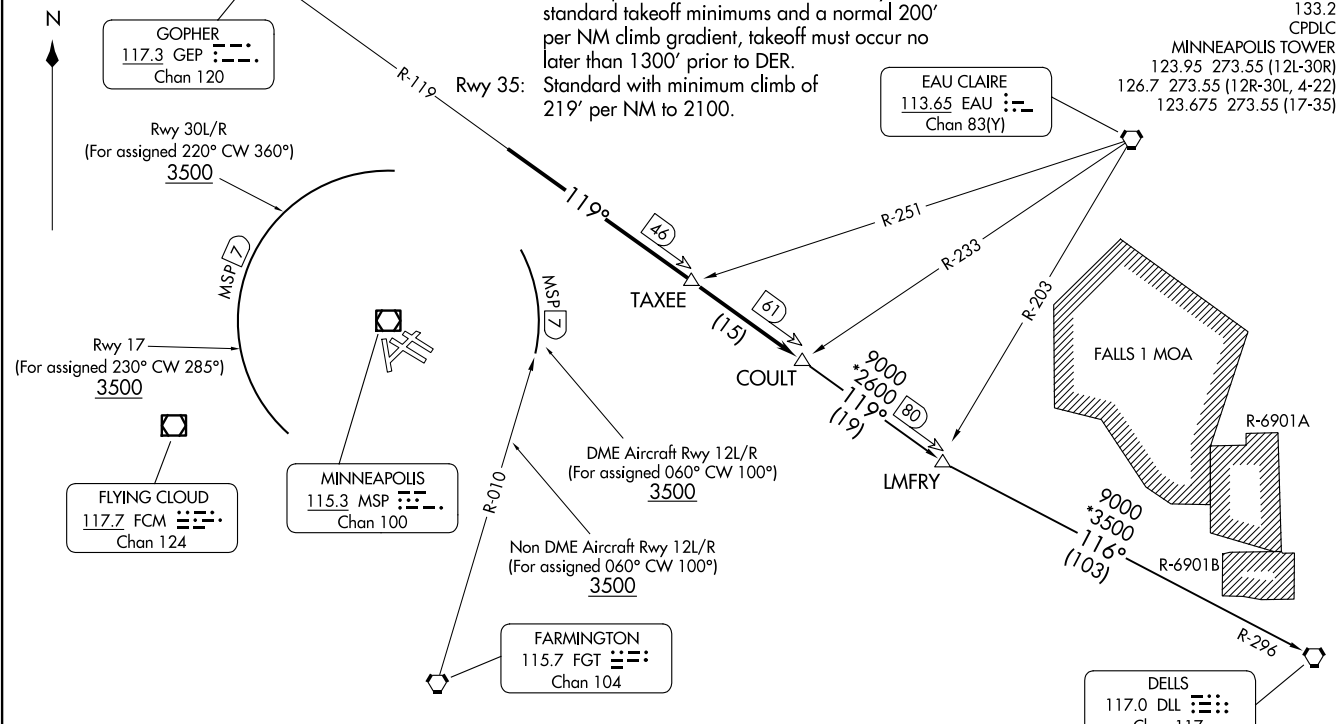 N
GOPHER
117.3 GEP
Chan 120
R-119
standard takeoff minimums and a normal 200'
per NM climb gradient, takeoff must occur no
later than 1300' prior to DER.
Rwy 35: Standard with minimum climb of
219' per NM to 2100.
133.2
CPDLC
MINNEAPOLIS TOWER
123.95 273.55 (12L-30R)
126.7 273.55 (12R-30L, 4-22)
123.675 273.55 (17-35)
EAU CLAIRE
113.65 EAU
Chan 83(Y)
Rwy 30L/R
(For assigned 220° CW 360°)
3500
MSP 7
119°
46
TAXEE
(15)
61
COULT
R-251
R-233
R-203
MSP 7
Rwy 17
(For assigned 230° CW 285°)
3500
9000
*2600
119°
(19)
80
LMFRY
FALLS 1 MOA
R-6901A
R-6901B
FLYING CLOUD
117.7 FCM
Chan 124
MINNEAPOLIS
115.3 MSP
Chan 100
R-010
DME Aircraft Rwy 12L/R
(For assigned 060° CW 100°)
3500
Non DME Aircraft Rwy 12L/R
(For assigned 060° CW 100°)
3500
9000
*3500
116°
(103)
R-296
FARMINGTON
115.7 FGT
Chan 104
DELLS
117.0 DLL